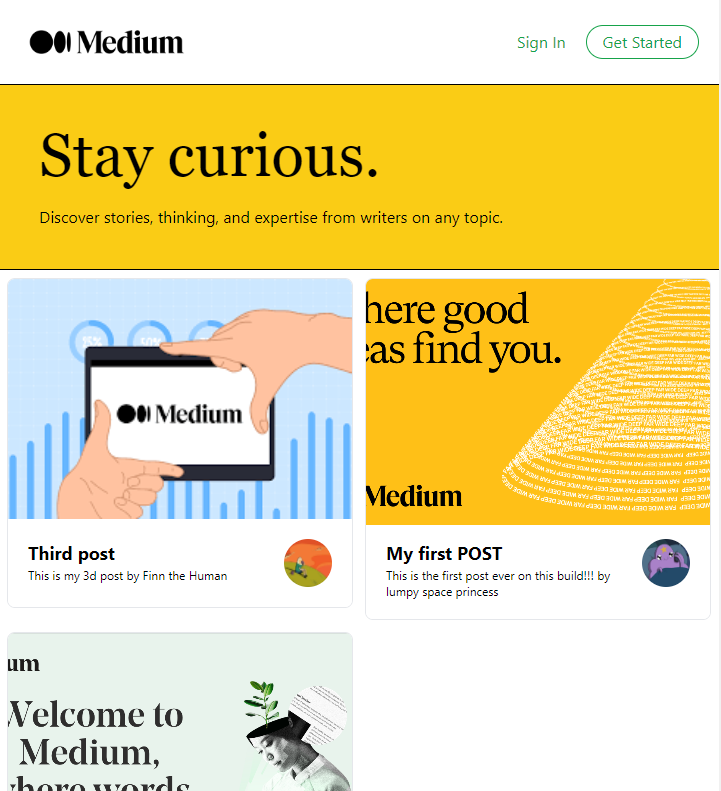 Medium
Sign In
Get Started
Stay curious.
Discover stories, thinking, and expertise from writers on any topic.
Medium
here good
eas find you.
Medium
Third post
This is my 3d post by Finn the Human
My first POST
This is the first post ever on this build!!! by
lumpy space princess
um
Welcome to
Medium,
where words